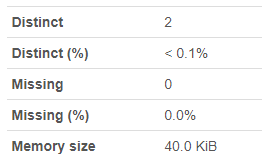 Distinct 2
Distinct (%) < 0.1%
Missing 0
Missing (%) 0.0%
Memory size 40.0 KiB